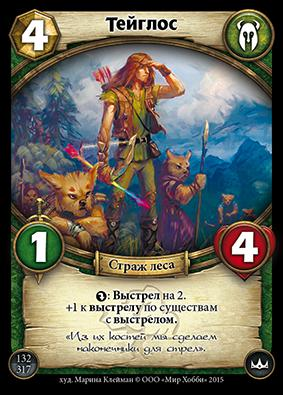 4
Тейглос
1
4
Страж леса
: Выстрел на 2.
+1 к выстрелу по существам
с выстрелом.
«Из их костей мы сделаем
наконечники для стрел».
132
317
худ. Марина Клейман © ООО «Мир Хобби» 2015